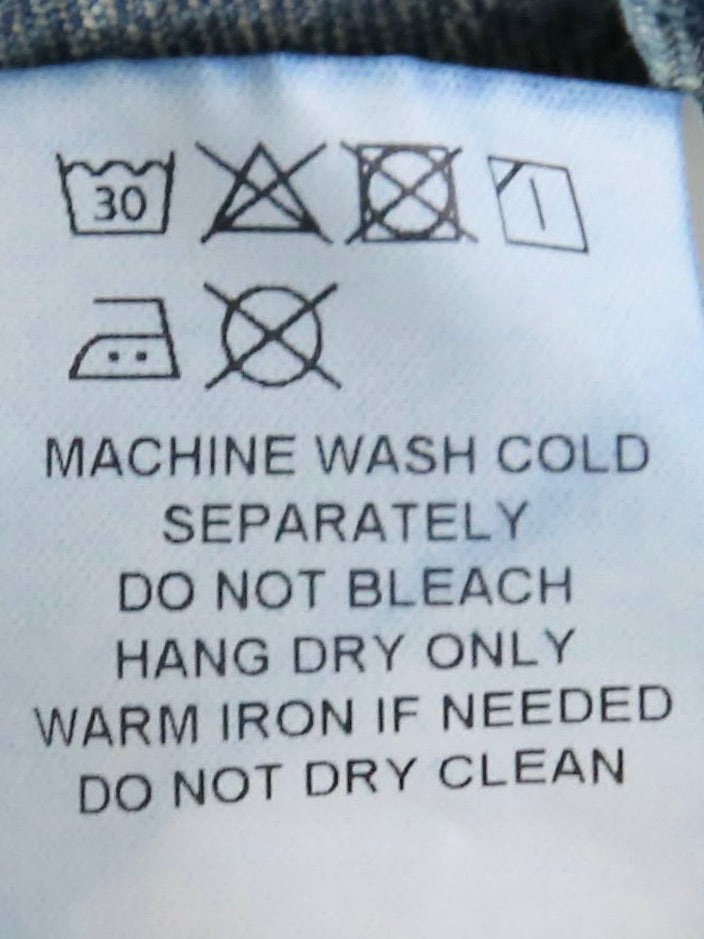 30
MACHINE WASH COLD
SEPARATELY
DO NOT BLEACH
HANG DRY ONLY
WARM IRON IF NEEDED
DO NOT DRY CLEAN